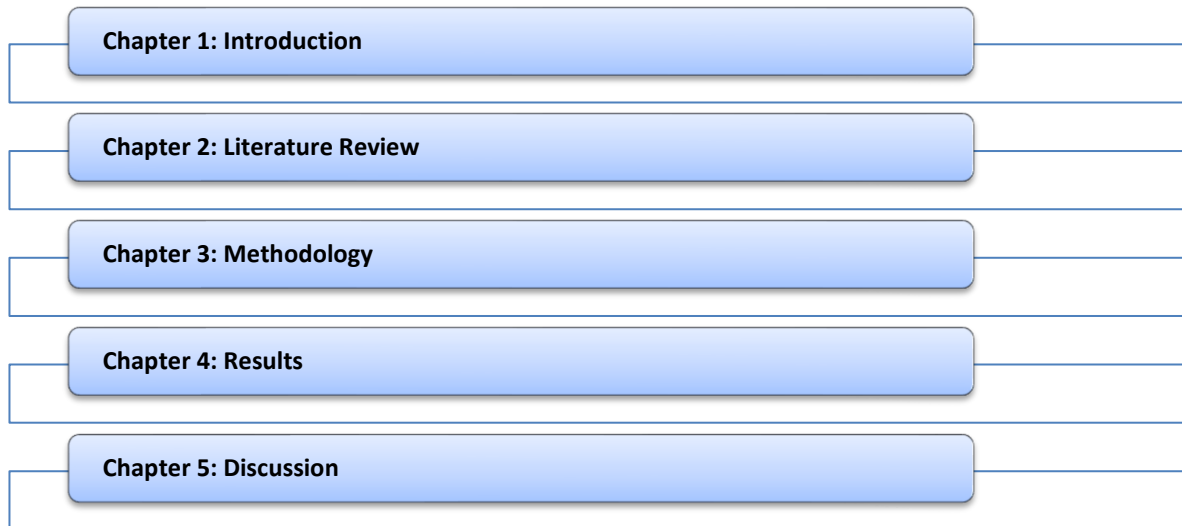 Chapter 1: Introduction
Chapter 2: Literature Review
Chapter 3: Methodology
Chapter 4: Results
Chapter 5: Discussion